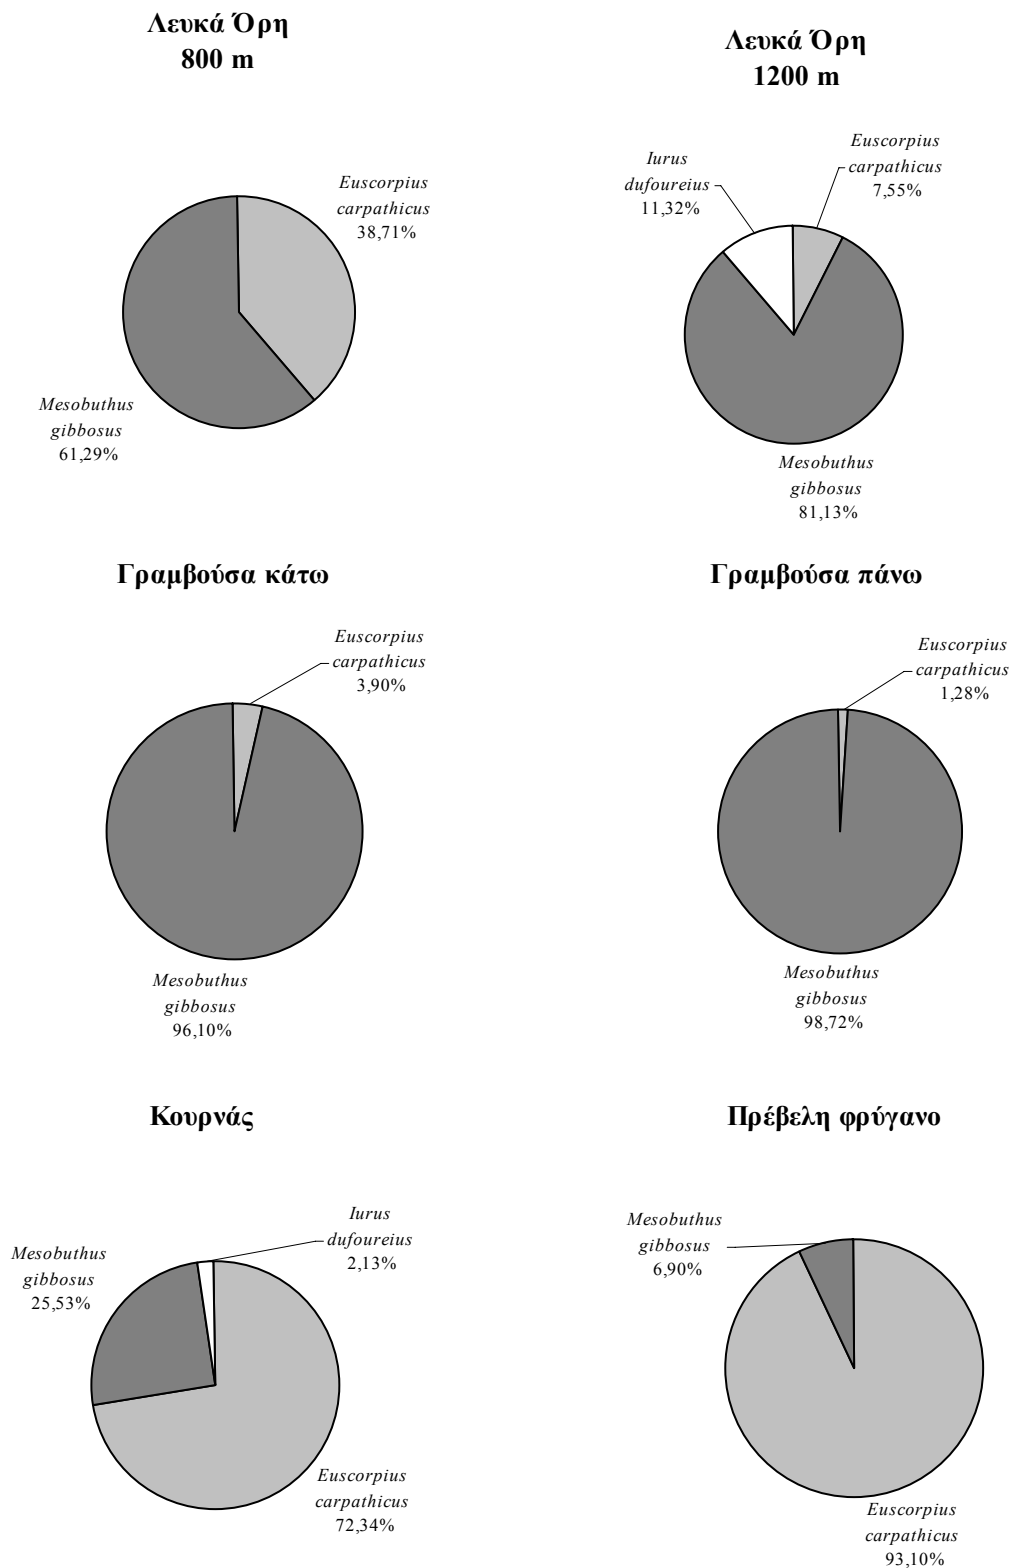 Λευκά Όρη
800 m
Euscorpius
carpathicus
38,71%
Mesobuthus
gibbosus
61,29%
Λευκά Όρη
1200 m
Iurus
dufoureius
11,32%
Euscorpius
carpathicus
7,55%
Mesobuthus
gibbosus
81,13%
Γραμβούσα κάτω
Euscorpius
carpathicus
3,90%
Mesobuthus
gibbosus
96,10%
Γραμβούσα πάνω
Euscorpius
carpathicus
1,28%
Mesobuthus
gibbosus
98,72%
Κουρνάς
Iurus
dufoureius
2,13%
Mesobuthus
gibbosus
25,53%
Euscorpius
carpathicus
72,34%
Πρέβελη φρύγανο
Mesobuthus
gibbosus
6,90%
Euscorpius
carpathicus
93,10%